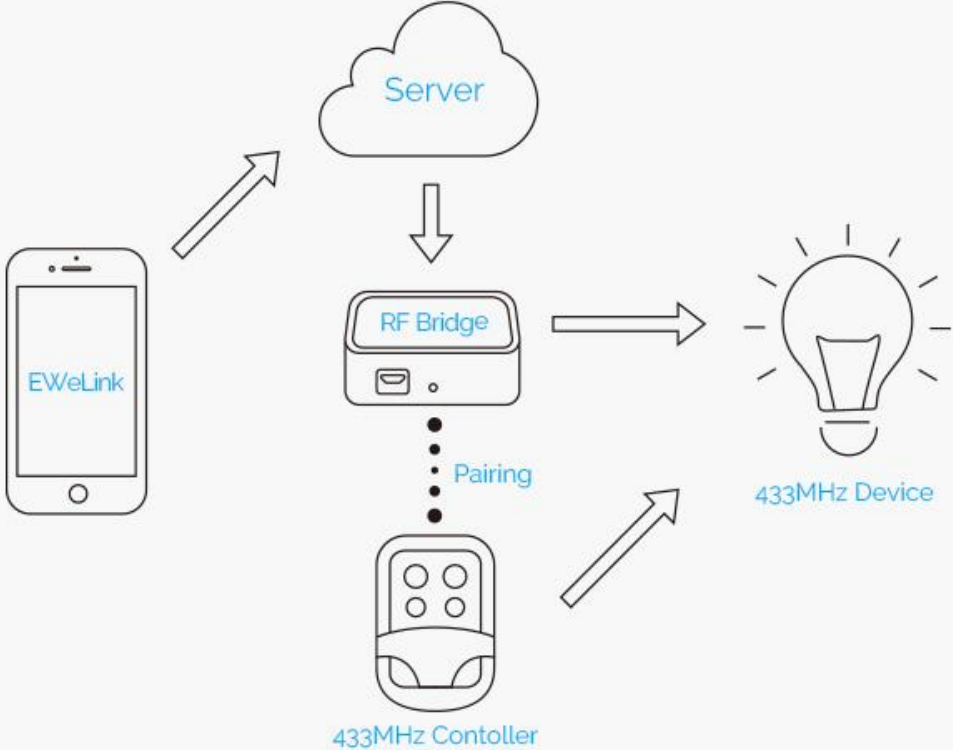 Server
RF Bridge
EWeLink
Pairing
433MHz Device
433MHz Contoller